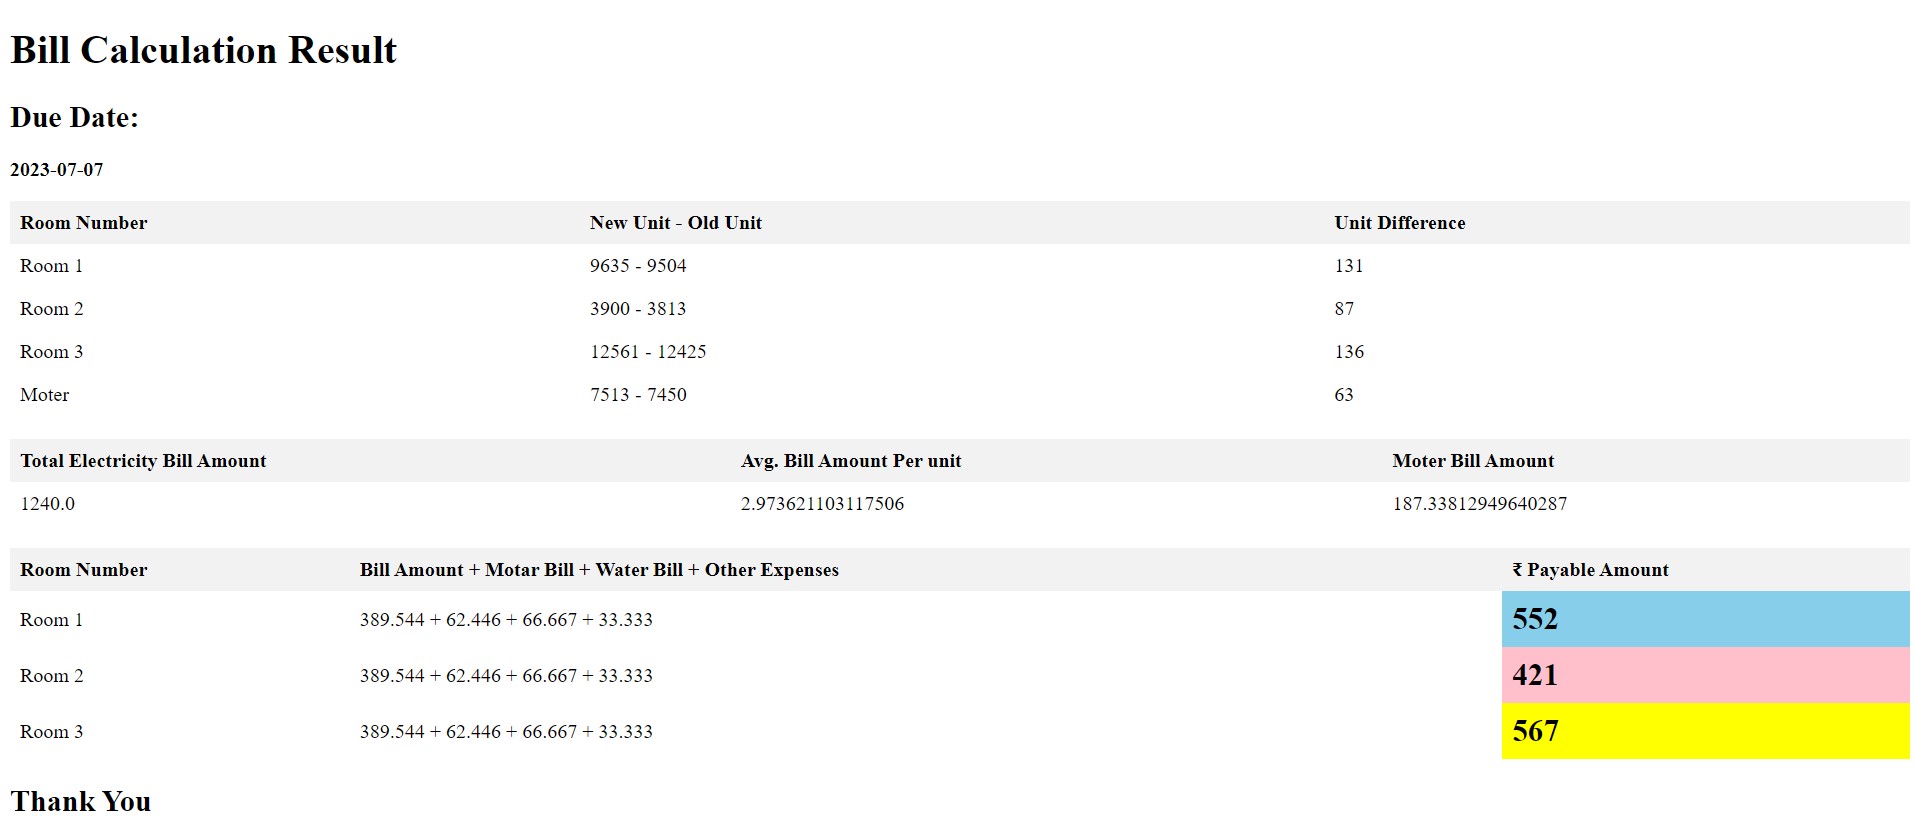 Bill Calculation Result
Due Date:
2023-07-07
Room Number New Unit - Old Unit Unit Difference
Room 1 9635 - 9504 131
Room 2 3900 - 3813 87
Room 3 12561 - 12425 136
Moter 7513 - 7450 63
Total Electricity Bill Amount Avg. Bill Amount Per unit Moter Bill Amount
1240.0 2.973621103117506 187.33812949640287
Room Number Bill Amount + Motar Bill + Water Bill + Other Expenses ₹ Payable Amount
Room 1 389.544 + 62.446 + 66.667 + 33.333 552
Room 2 389.544 + 62.446 + 66.667 + 33.333 421
Room 3 389.544 + 62.446 + 66.667 + 33.333 567
Thank You